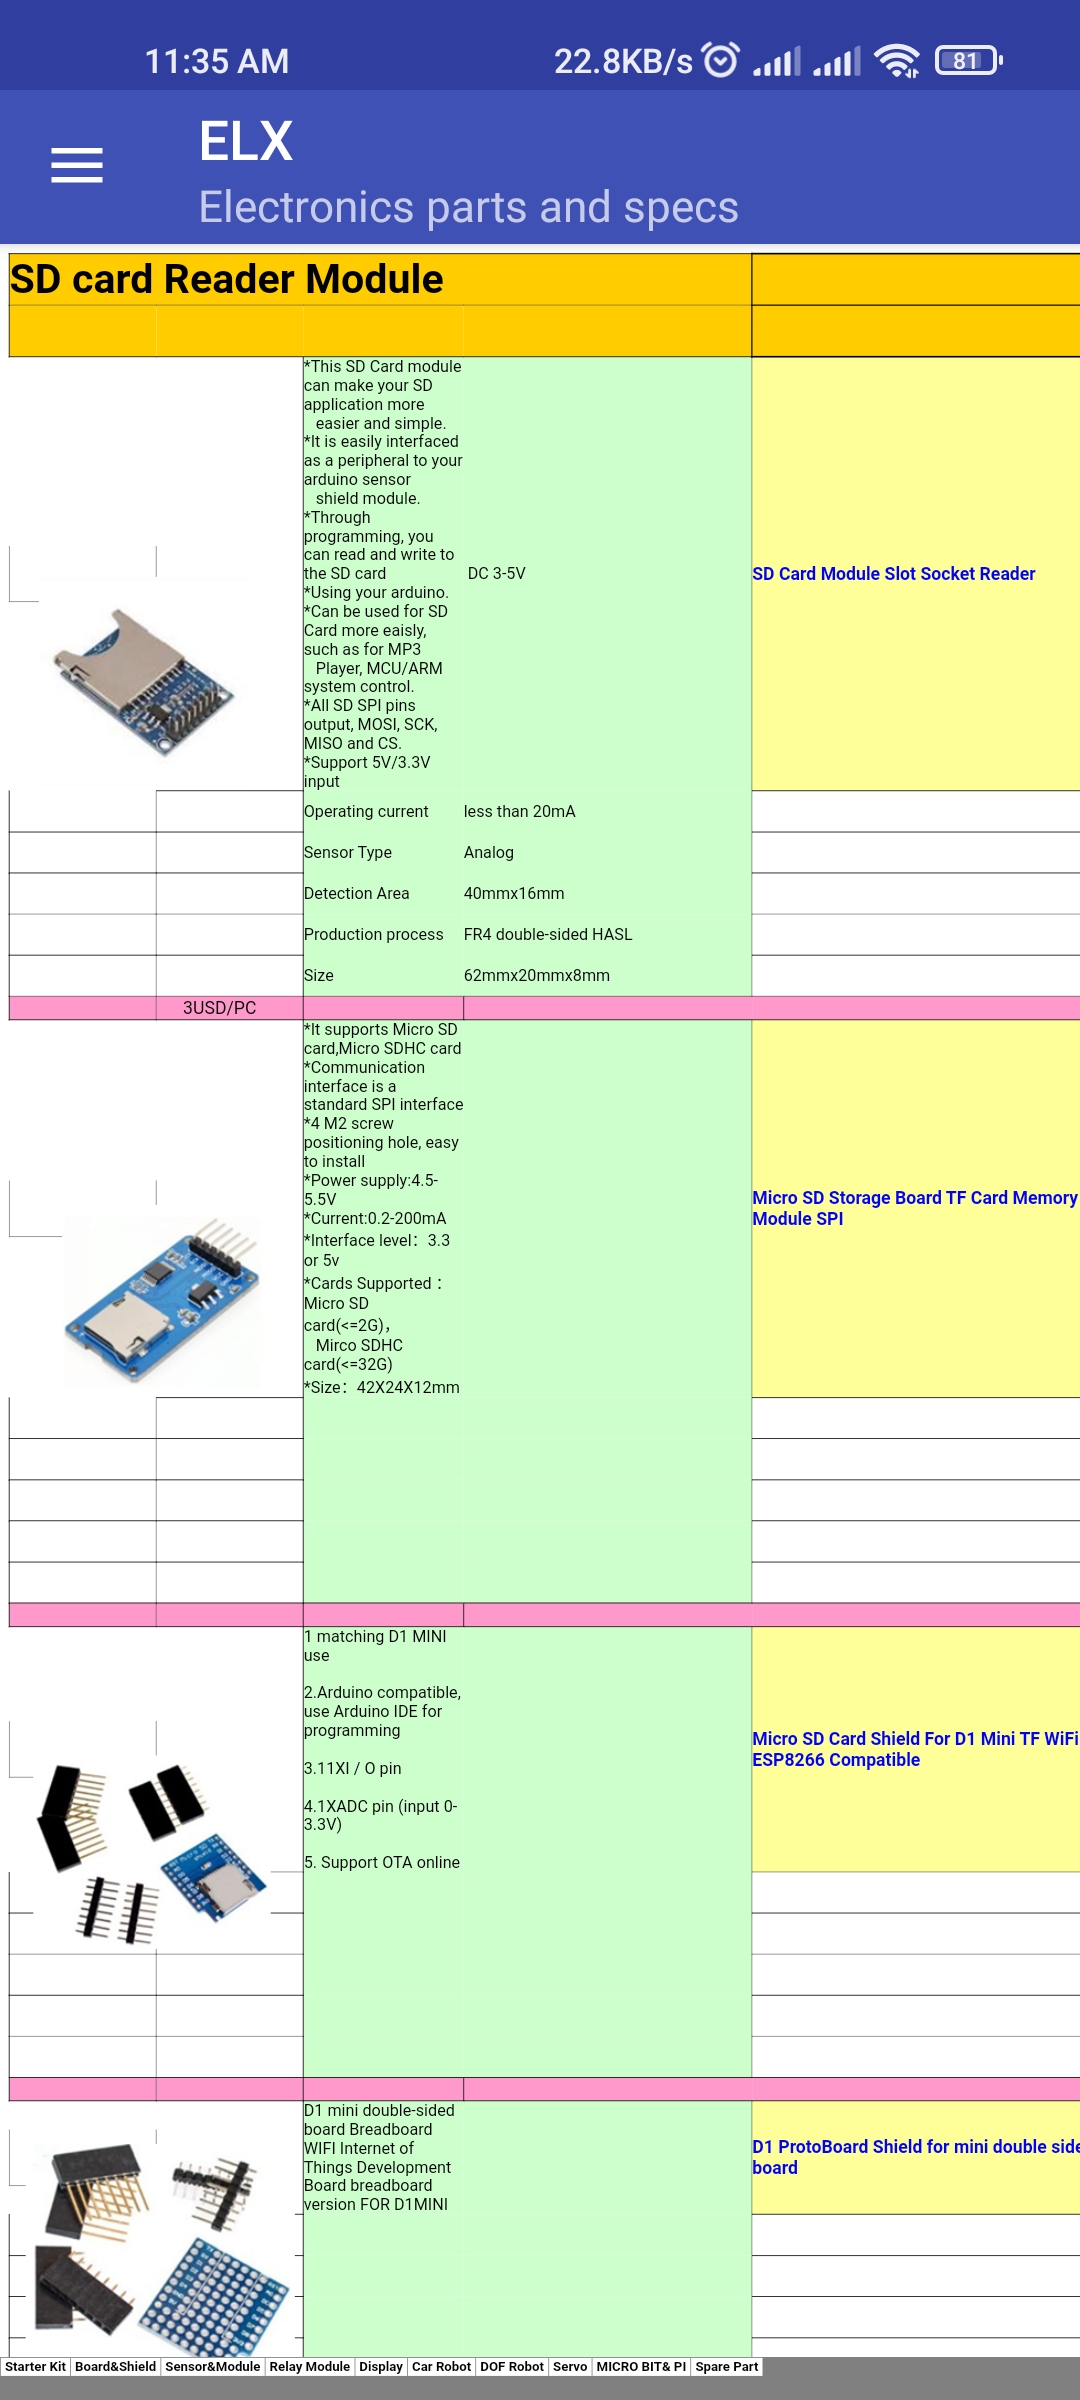 11:35 AM 22.8KB/s 81
ELX
Electronics parts and specs
SD card Reader Module
*This SD Card module
can make your SD
application more
easier and simple.
*It is easily interfaced
as a peripheral to your
arduino sensor
shield module.
*Through
programming, you
can read and write to
the SD card
*Using your arduino.
*Can be used for SD
Card more eaisly,
such as for MP3
Player, MCU/ARM
system control.
*All SD SPI pins
output, MOSI, SCK,
MISO and CS.
*Support 5V/3.3V
input
DC 3-5V
SD Card Module Slot Socket Reader
Operating current less than 20mA
Sensor Type Analog
Detection Area 40mmx16mm
Production process FR4 double-sided HASL
Size 62mmx20mmx8mm
3USD/PC
*It supports Micro SD
card,Micro SDHC card
*Communication
interface is a
standard SPI interface
*4 M2 screw
positioning hole, easy
to install
*Power supply:4.5-
5.5V
*Current:0.2-200mA
*Interface level：3.3
or 5v
*Cards Supported：
Micro SD
card(<=2G)，
Mirco SDHC
card(<=32G)
*Size：42X24X12mm
Micro SD Storage Board TF Card Memory
Module SPI
1 matching D1 MINI
use
2.Arduino compatible,
use Arduino IDE for
programming
3.11XI / O pin
4.1XADC pin (input 0-
3.3V)
5. Support OTA online
Micro SD Card Shield For D1 Mini TF WiFi
ESP8266 Compatible
D1 mini double-sided
board Breadboard
WIFI Internet of
Things Development
Board breadboard
version FOR D1MINI
D1 ProtoBoard Shield for mini double side
board
Starter Kit Board&Shield Sensor&Module Relay Module Display Car Robot DOF Robot Servo MICRO BIT& PI Spare Part